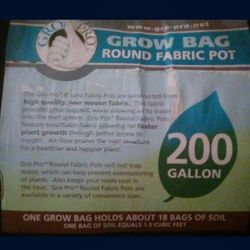 www.gro-pro.net
GRO PRO
GROW BAG
ROUND FABRIC POT
The Gro Pro™ Round Fabric Pots are constructed from
high quality, non woven fabric. The fabric
provides great support while allowing air to travel
into the root system. Gro Pro™ Round Fabric Pots
feature breathable fabric allowing for faster
plant growth through better access to
oxygen. Air-flow prunes the root structure
for a healthier and happier plant.
Gro Pro™ Round Fabric Pots will not trap
water, which can help prevent overwatering
of plants. Also keeps your roots cool in
the heat. Gro Pro™ Round Fabric Pots are
available in a variety of convenient sizes.
200
GALLON
ONE GROW BAG HOLDS ABOUT 18 BAGS OF SOIL
ONE BAG OF SOIL EQUALS 1.5 CUBIC FEET